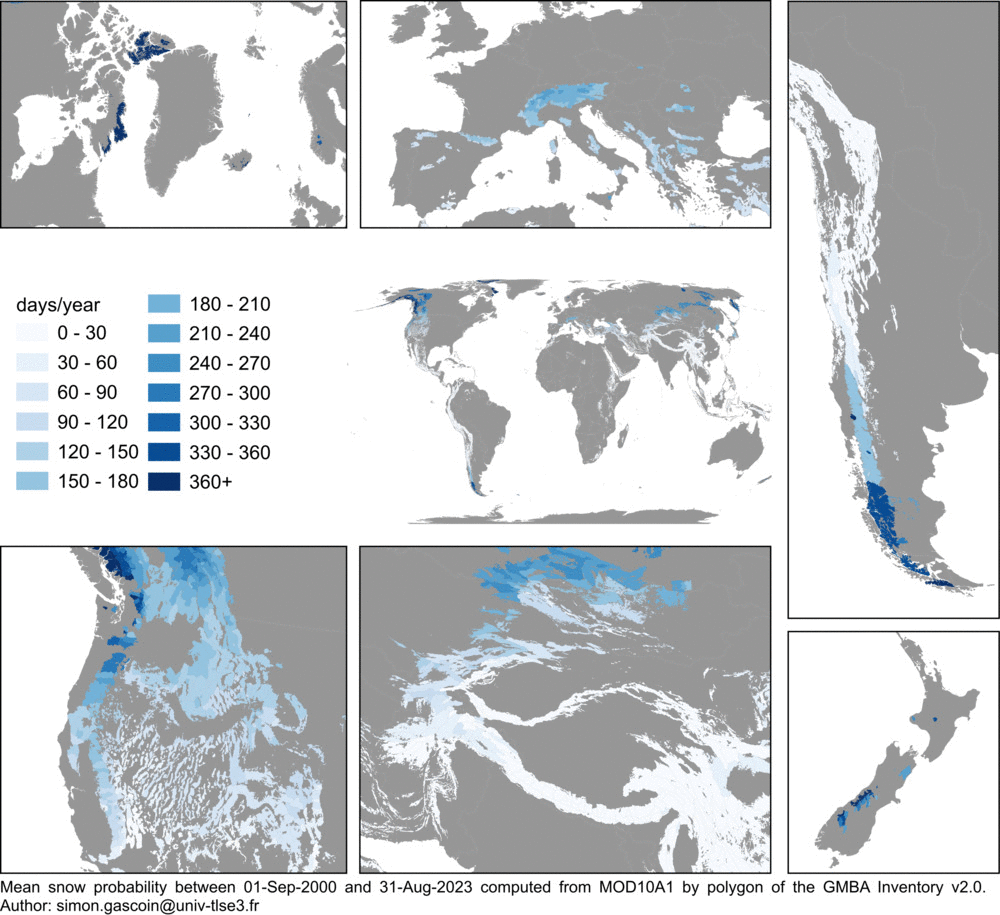 days/year
0 - 30
30 - 60
60 - 90
90 - 120
120 - 150
150 - 180
180 - 210
210 - 240
240 - 270
270 - 300
300 - 330
330 - 360
360+
Mean snow probability between 01-Sep-2000 and 31-Aug-2023 computed from MOD10A1 by polygon of the GMBA Inventory v2.0.
Author: simon.gascoin@univ-tlse3.fr